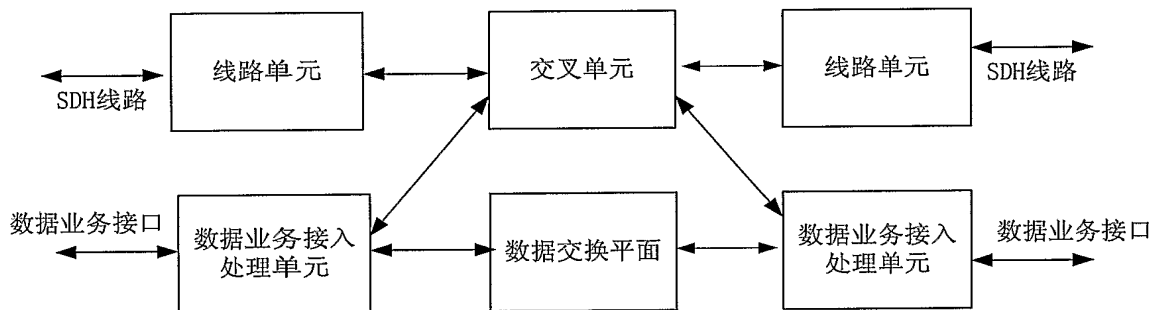 线路单元
交叉单元
线路单元
SDH线路
SDH线路
数据业务接口
数据业务接入
处理单元
数据交换平面
数据业务接入
处理单元
数据业务接口